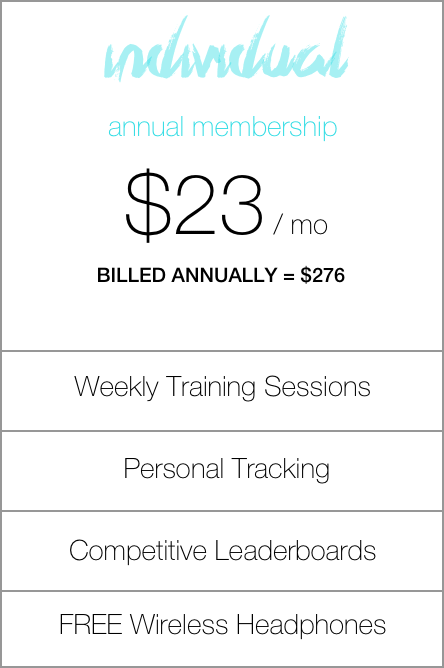 individual
annual membership
$23 / mo
BILLED ANNUALLY = $276
Weekly Training Sessions
Personal Tracking
Competitive Leaderboards
FREE Wireless Headphones